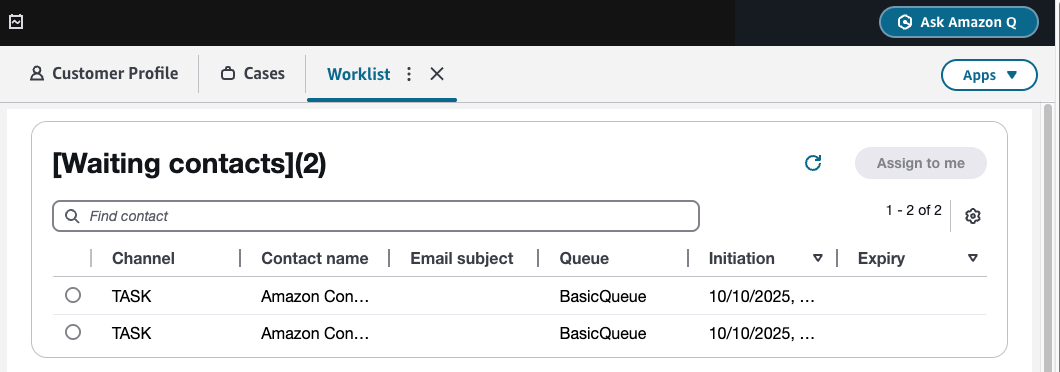 Ask Amazon Q
Customer Profile Cases Worklist Apps
[Waiting contacts](2) Assign to me
Find contact 1 - 2 of 2
Channel Contact name Email subject Queue Initiation Expiry
TASK Amazon Con... BasicQueue 10/10/2025, ...
TASK Amazon Con... BasicQueue 10/10/2025, ...